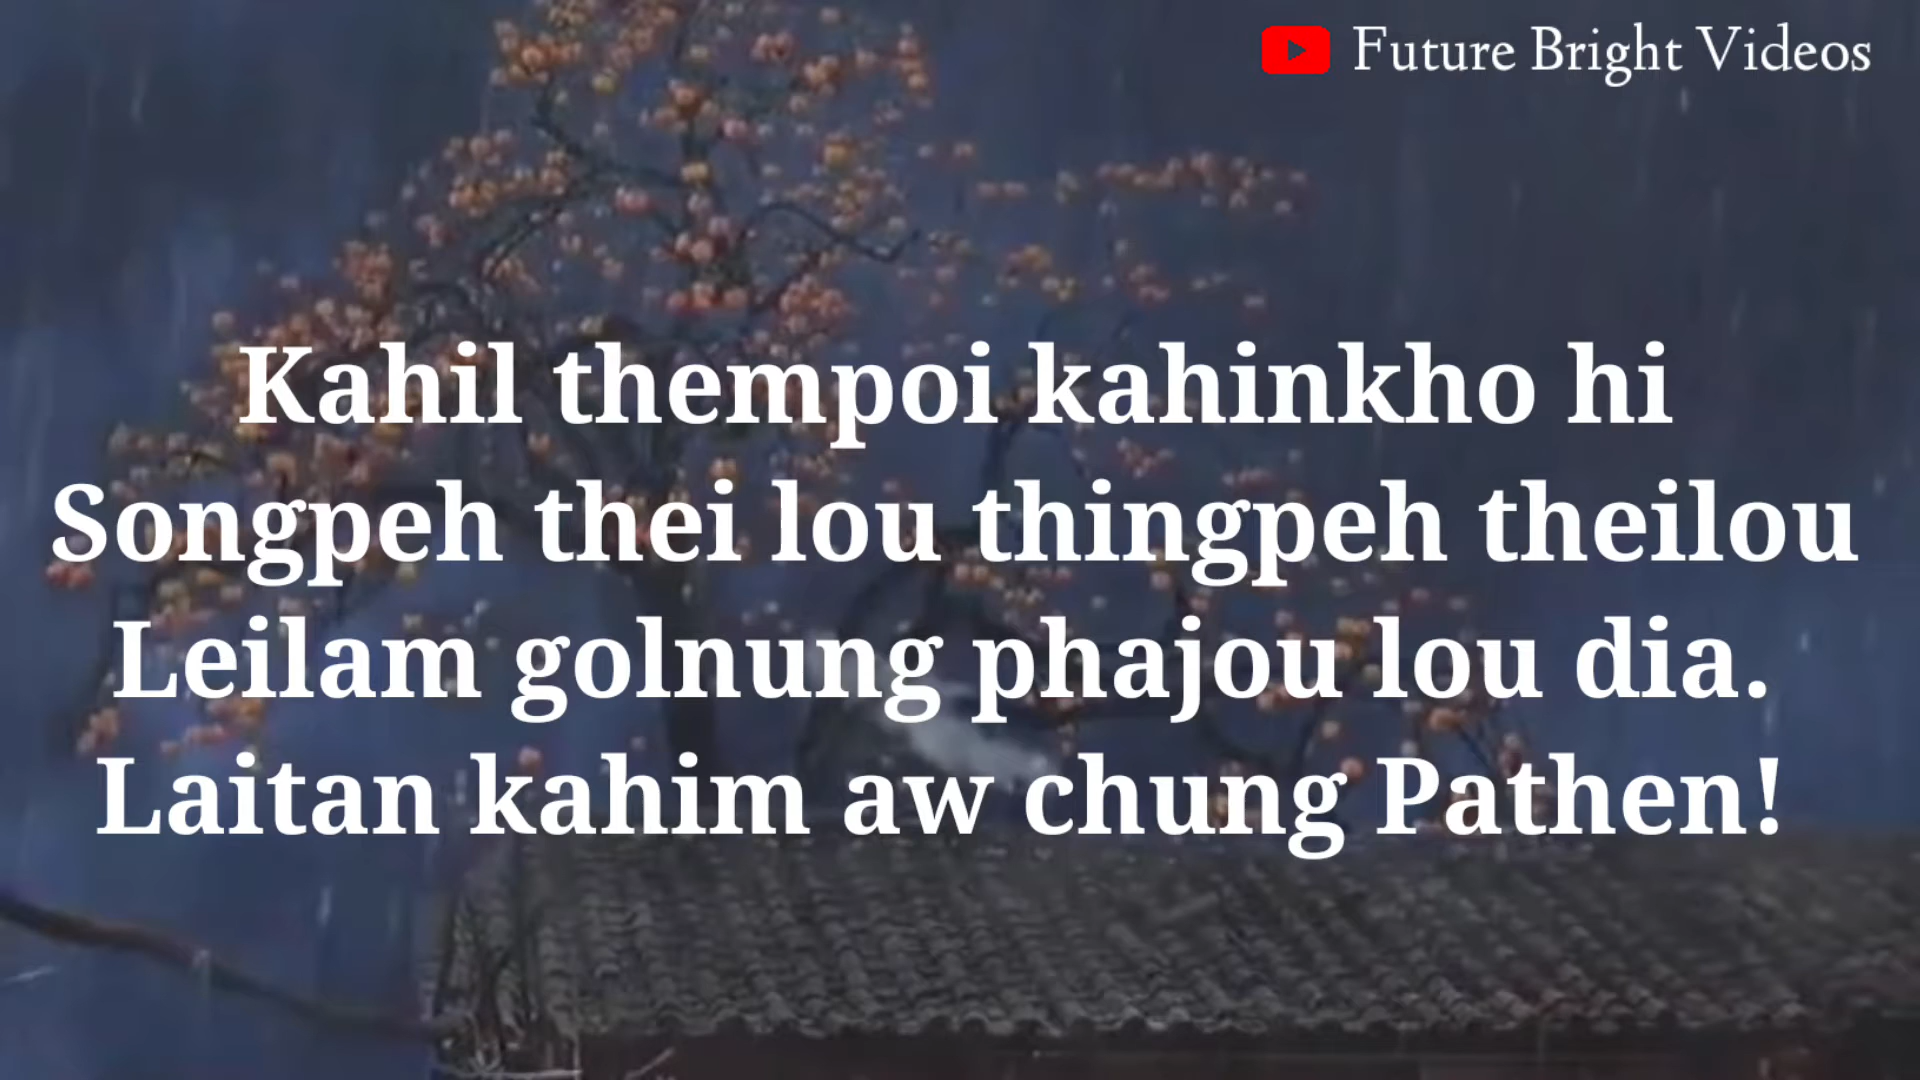 Future Bright Videos
Kahil thempoi kahinkho hi
Songpeh thei lou thingpeh theilou
Leilam golnung phajou lou dia.
Laitan kahim aw chung Pathen!